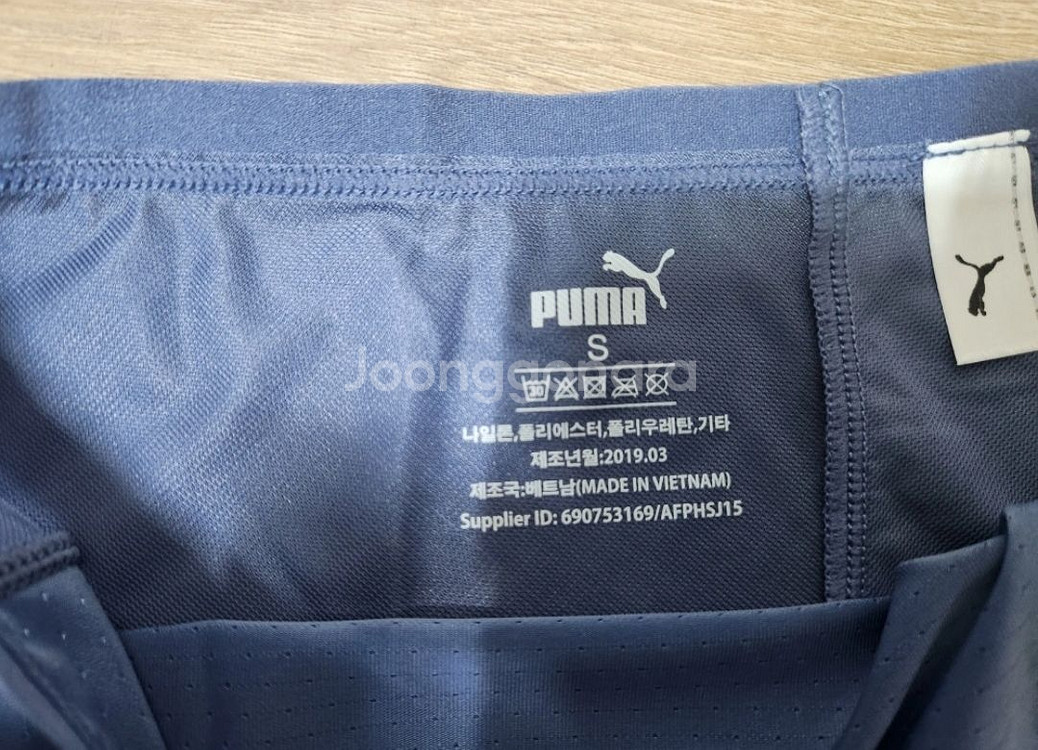 PUMA
S
Joonggonara
30
나일론,폴리에스터,폴리우레탄,기타
제조년월:2019.03
제조국:베트남(MADE IN VIETNAM)
Supplier ID: 690753169/AFPHSJ15